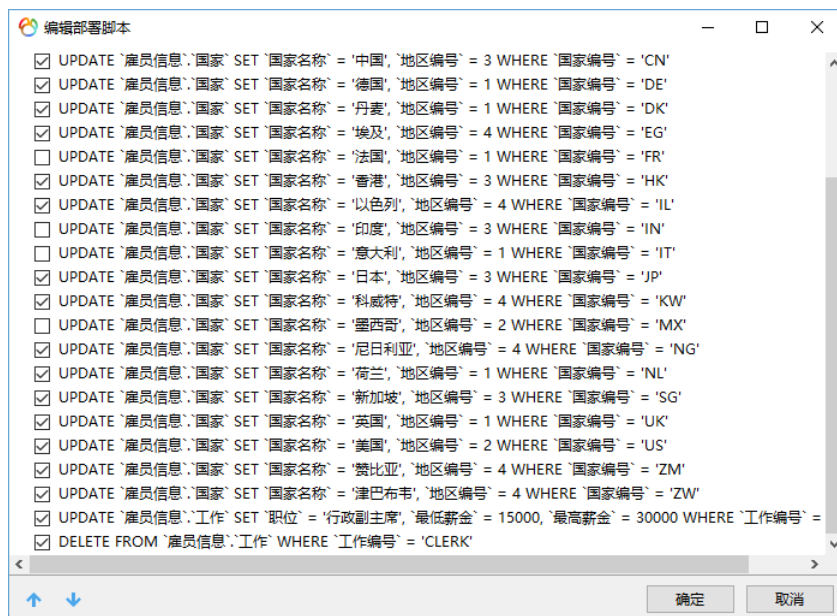 编辑部署脚本
UPDATE `雇员信息`.`国家` SET `国家名称` = '中国', `地区编号` = 3 WHERE `国家编号` = 'CN'
UPDATE `雇员信息`.`国家` SET `国家名称` = '德国', `地区编号` = 1 WHERE `国家编号` = 'DE'
UPDATE `雇员信息`.`国家` SET `国家名称` = '丹麦', `地区编号` = 1 WHERE `国家编号` = 'DK'
UPDATE `雇员信息`.`国家` SET `国家名称` = '埃及', `地区编号` = 4 WHERE `国家编号` = 'EG'
UPDATE `雇员信息`.`国家` SET `国家名称` = '法国', `地区编号` = 1 WHERE `国家编号` = 'FR'
UPDATE `雇员信息`.`国家` SET `国家名称` = '香港', `地区编号` = 3 WHERE `国家编号` = 'HK'
UPDATE `雇员信息`.`国家` SET `国家名称` = '以色列', `地区编号` = 4 WHERE `国家编号` = 'IL'
UPDATE `雇员信息`.`国家` SET `国家名称` = '印度', `地区编号` = 3 WHERE `国家编号` = 'IN'
UPDATE `雇员信息`.`国家` SET `国家名称` = '意大利', `地区编号` = 1 WHERE `国家编号` = 'IT'
UPDATE `雇员信息`.`国家` SET `国家名称` = '日本', `地区编号` = 3 WHERE `国家编号` = 'JP'
UPDATE `雇员信息`.`国家` SET `国家名称` = '科威特', `地区编号` = 4 WHERE `国家编号` = 'KW'
UPDATE `雇员信息`.`国家` SET `国家名称` = '墨西哥', `地区编号` = 2 WHERE `国家编号` = 'MX'
UPDATE `雇员信息`.`国家` SET `国家名称` = '尼日利亚', `地区编号` = 4 WHERE `国家编号` = 'NG'
UPDATE `雇员信息`.`国家` SET `国家名称` = '荷兰', `地区编号` = 1 WHERE `国家编号` = 'NL'
UPDATE `雇员信息`.`国家` SET `国家名称` = '新加坡', `地区编号` = 3 WHERE `国家编号` = 'SG'
UPDATE `雇员信息`.`国家` SET `国家名称` = '英国', `地区编号` = 1 WHERE `国家编号` = 'UK'
UPDATE `雇员信息`.`国家` SET `国家名称` = '美国', `地区编号` = 2 WHERE `国家编号` = 'US'
UPDATE `雇员信息`.`国家` SET `国家名称` = '赞比亚', `地区编号` = 4 WHERE `国家编号` = 'ZM'
UPDATE `雇员信息`.`国家` SET `国家名称` = '津巴布韦', `地区编号` = 4 WHERE `国家编号` = 'ZW'
UPDATE `雇员信息`.`工作` SET `职位` = '行政副主席', `最低薪金` = 15000, `最高薪金` = 30000 WHERE `工作编号` =
DELETE FROM `雇员信息`.`工作` WHERE `工作编号` = 'CLERK'
确定 取消